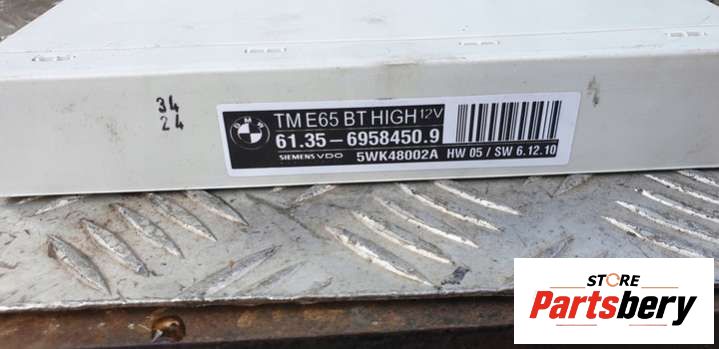 34
24
BMW
TM E65 BT HIGH 12V
61.35 - 6958450.9
SIEMENS VDO 5WK48002A HW 05 / SW 6.12.10
STORE
Partsbery